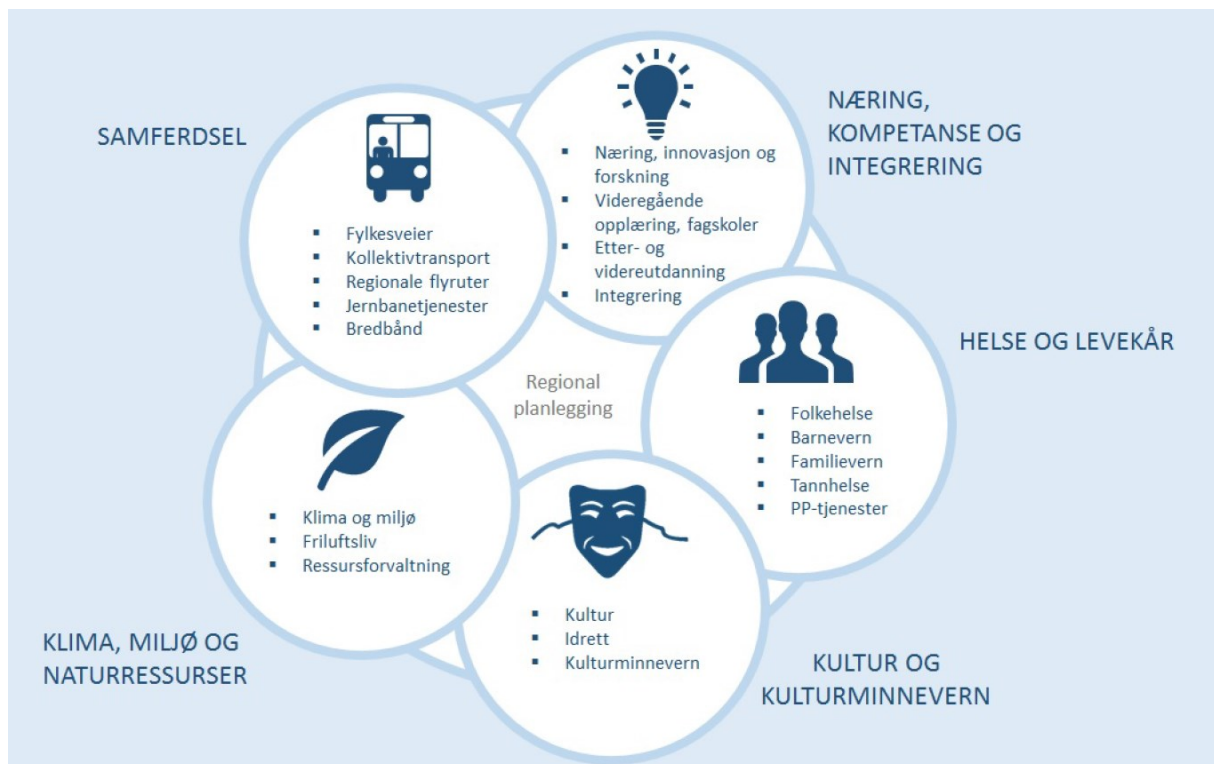 SAMFERDSEL
▪ Fylkesveier
▪ Kollektivtransport
▪ Regionale flyruter
▪ Jernbanetjenester
▪ Bredbånd
NÆRING,
KOMPETANSE OG
INTEGRERING
▪ Næring, innovasjon og
forskning
▪ Videregående
opplæring, fagskoler
▪ Etter- og
videreutdanning
▪ Integrering
HELSE OG LEVEKÅR
▪ Folkehelse
▪ Barnevern
▪ Familievern
▪ Tannhelse
▪ PP-tjenester
Regional
planlegging
▪ Klima og miljø
▪ Friluftsliv
▪ Ressursforvaltning
KLIMA, MILJØ OG
NATURRESSURSER
▪ Kultur
▪ Idrett
▪ Kulturminnevern
KULTUR OG
KULTURMINNEVERN